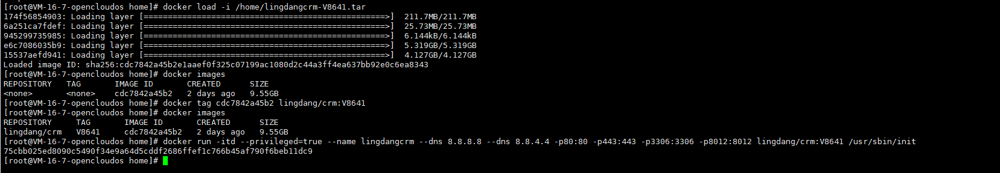 [root@VM-16-7-opencloudos home]# docker load -i /home/lingdangcrm-V8641.tar
174f56854903: Loading layer [==================================================>]  211.7MB/211.7MB
6a251ca7fdef: Loading layer [==================================================>]  25.73MB/25.73MB
945299735985: Loading layer [==================================================>]  6.144kB/6.144kB
e6c7086035b9: Loading layer [==================================================>]  5.319GB/5.319GB
15537aefd941: Loading layer [==================================================>]  4.127GB/4.127GB
Loaded image ID: sha256:cdc7842a45b2e1aaef0f325c07199ac1080d2c44a3ff4ea637bb92e0c6ea8343
[root@VM-16-7-opencloudos home]# docker images
REPOSITORY   TAG       IMAGE ID       CREATED      SIZE
<none>       <none>    cdc7842a45b2   2 days ago   9.55GB
[root@VM-16-7-opencloudos home]# docker tag cdc7842a45b2 lingdang/crm:V8641
[root@VM-16-7-opencloudos home]# docker images
REPOSITORY     TAG       IMAGE ID       CREATED      SIZE
lingdang/crm   V8641     cdc7842a45b2   2 days ago   9.55GB
[root@VM-16-7-opencloudos home]# docker run -itd --privileged=true --name lingdangcrm --dns 8.8.8.8 --dns 8.8.4.4 -p80:80 -p443:443 -p3306:3306 -p8012:8012 lingdang/crm:V8641 /usr/sbin/init
75cbb025ed8090c5490f34e9a64d5cddf2686ffef1c766b45af790f6beb11dc9
[root@VM-16-7-opencloudos home]#